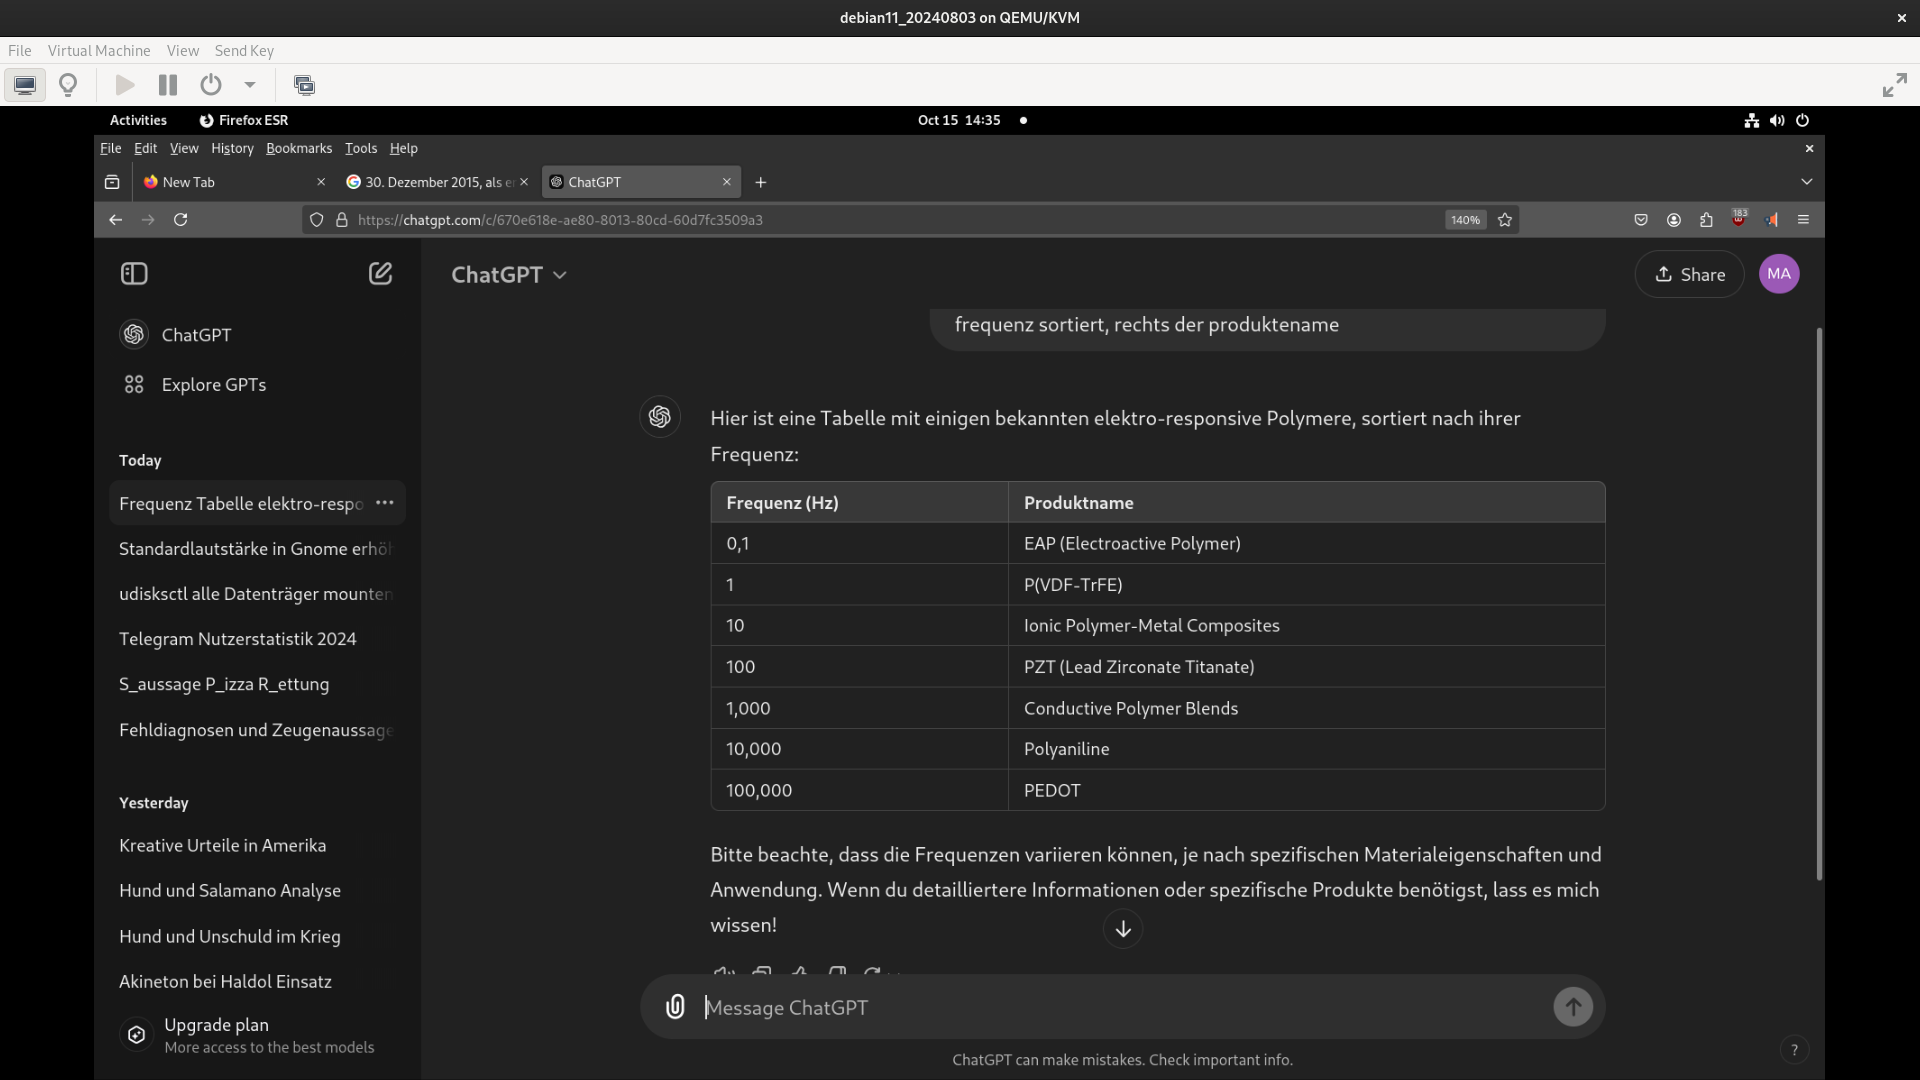 debian11_20240803 on QEMU/KVM
File Virtual Machine View Send Key
Activities Firefox ESR Oct 15 14:35
File Edit View History Bookmarks Tools Help
New Tab 30. Dezember 2015, als er ChatGPT
https://chatgpt.com/c/670e618e-ae80-8013-80cd-60d7fc3509a3 140% 183
ChatGPT Share MA
ChatGPT
Explore GPTs
Today
Frequenz Tabelle elektro-respo
Standardlautstärke in Gnome erhöh
udisksctl alle Datenträger mounten
Telegram Nutzerstatistik 2024
S_aussage P_izza R_ettung
Fehldiagnosen und Zeugenaussage
Yesterday
Kreative Urteile in Amerika
Hund und Salamano Analyse
Hund und Unschuld im Krieg
Akineton bei Haldol Einsatz
Upgrade plan
More access to the best models
frequenz sortiert, rechts der produktename
Hier ist eine Tabelle mit einigen bekannten elektro-responsive Polymere, sortiert nach ihrer
Frequenz:
Frequenz (Hz) Produktname
0,1 EAP (Electroactive Polymer)
1 P(VDF-TrFE)
10 Ionic Polymer-Metal Composites
100 PZT (Lead Zirconate Titanate)
1,000 Conductive Polymer Blends
10,000 Polyaniline
100,000 PEDOT
Bitte beachte, dass die Frequenzen variieren können, je nach spezifischen Materialeigenschaften und
Anwendung. Wenn du detailliertere Informationen oder spezifische Produkte benötigst, lass es mich
wissen!
Message ChatGPT
ChatGPT can make mistakes. Check important info.
?